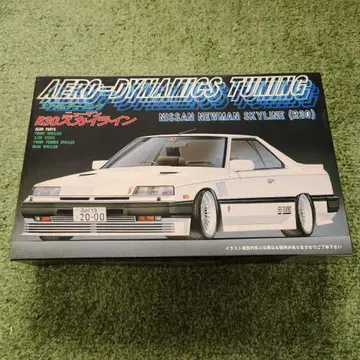 AERO-DYNAMICS TUNING
NISSAN NEWMAN SKYLINE (R30)
R30スカイライン
AERO PARTS
FRONT SPOILER
SIDE STEPS
FRONT FENDER SPOILER
REAR SPOILER
20-00